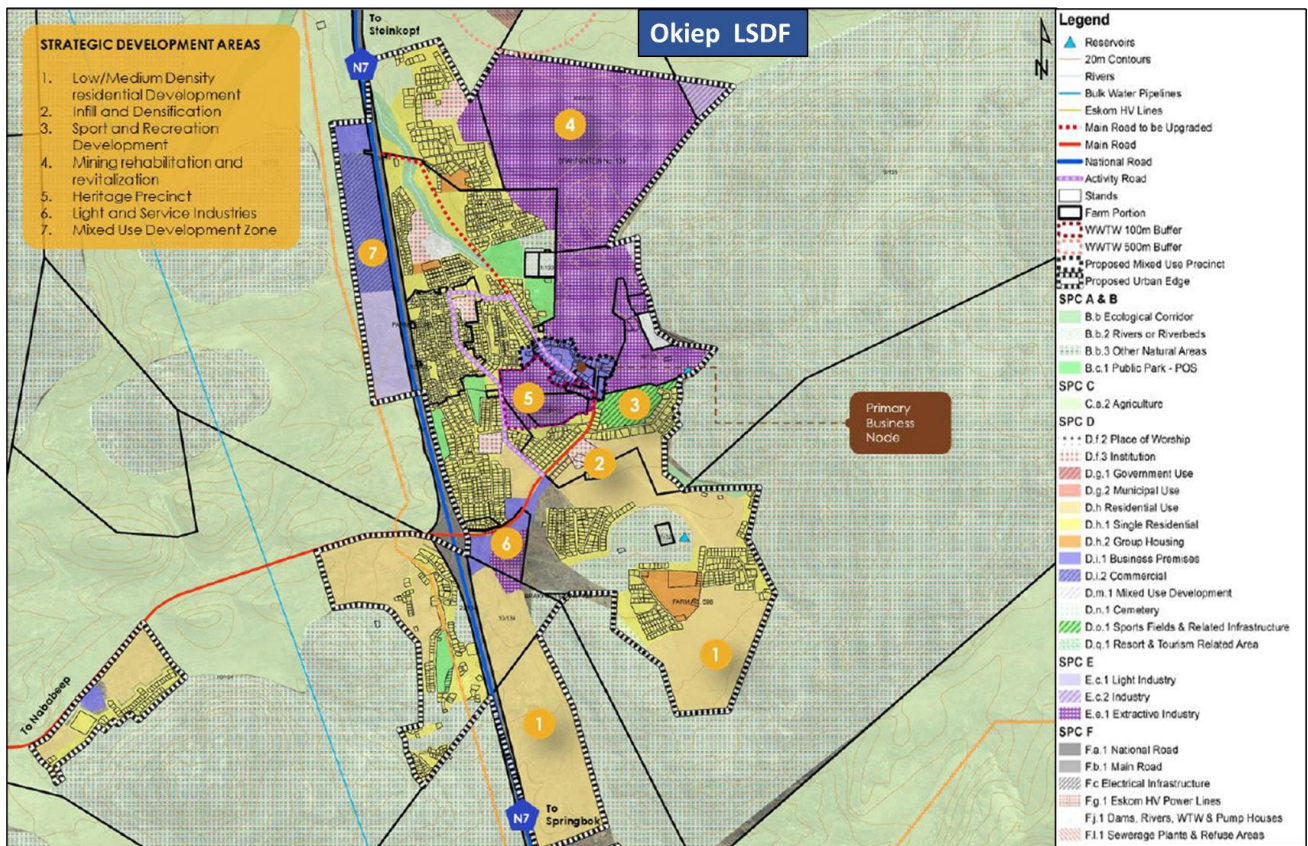 Okiep LSDF
STRATEGIC DEVELOPMENT AREAS
1. Low/Medium Density
residential Development
2. Infill and Densification
3. Sport and Recreation
Development
4. Mining rehabilitation and
revitalization
5. Heritage Precinct
6. Light and Service Industries
7. Mixed Use Development Zone
To
Steinkopf
N7
N
4
7
5
3
2
Primary
Business
Node
6
1
1
To Nababeep
N7
To
Springbok
Legend
Reservoirs
20m Contours
Rivers
Bulk Water Pipelines
Eskom HV Lines
Main Road to be Upgraded
Main Road
National Road
Activity Road
Stands
Farm Portion
WWTW 100m Buffer
WWTW 500m Buffer
Proposed Mixed Use Precinct
Proposed Urban Edge
SPC A & B
B.b Ecological Corridor
B.b.2 Rivers or Riverbeds
B.b.3 Other Natural Areas
B.c.1 Public Park - POS
SPC C
C.a.2 Agriculture
SPC D
D.f.2 Place of Worship
D.f.3 Institution
D.g.1 Government Use
D.g.2 Municipal Use
D.h Residential Use
D.h.1 Single Residential
D.h.2 Group Housing
D.i.1 Business Premises
D.i.2 Commercial
D.m.1 Mixed Use Development
D.n.1 Cemetery
D.o.1 Sports Fields & Related Infrastructure
D.q.1 Resort & Tourism Related Area
SPC E
E.c.1 Light Industry
E.c.2 Industry
E.e.1 Extractive Industry
SPC F
F.a.1 National Road
F.b.1 Main Road
F.c Electrical Infrastructure
F.g.1 Eskom HV Power Lines
F.j.1 Dams, Rivers, WTW & Pump Houses
F.l.1 Sewerage Plants & Refuse Areas